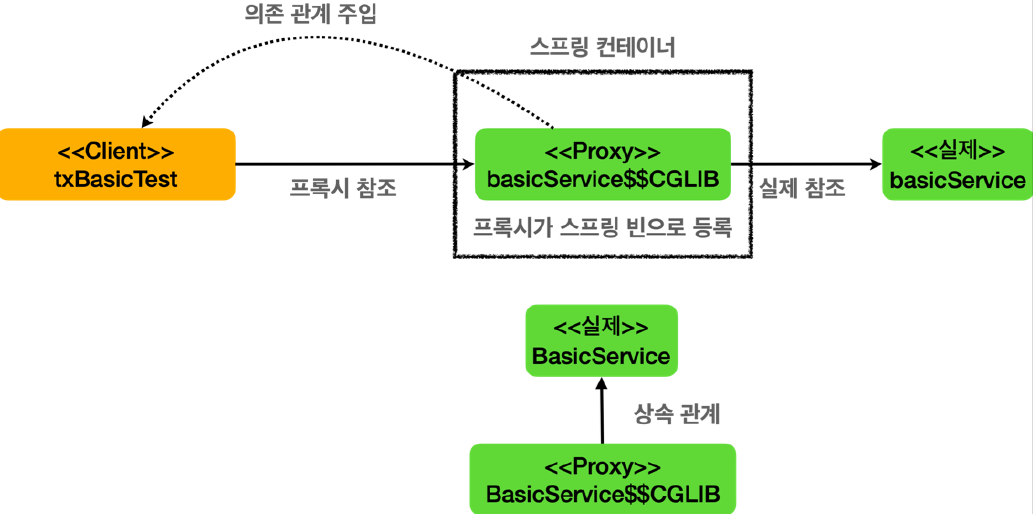 의존 관계 주입
스프링 컨테이너
<<Client>>
txBasicTest
프록시 참조
<<Proxy>>
basicService$$CGLIB
프록시가 스프링 빈으로 등록
실제 참조
<<실제>>
basicService
<<실제>>
BasicService
상속 관계
<<Proxy>>
BasicService$$CGLIB